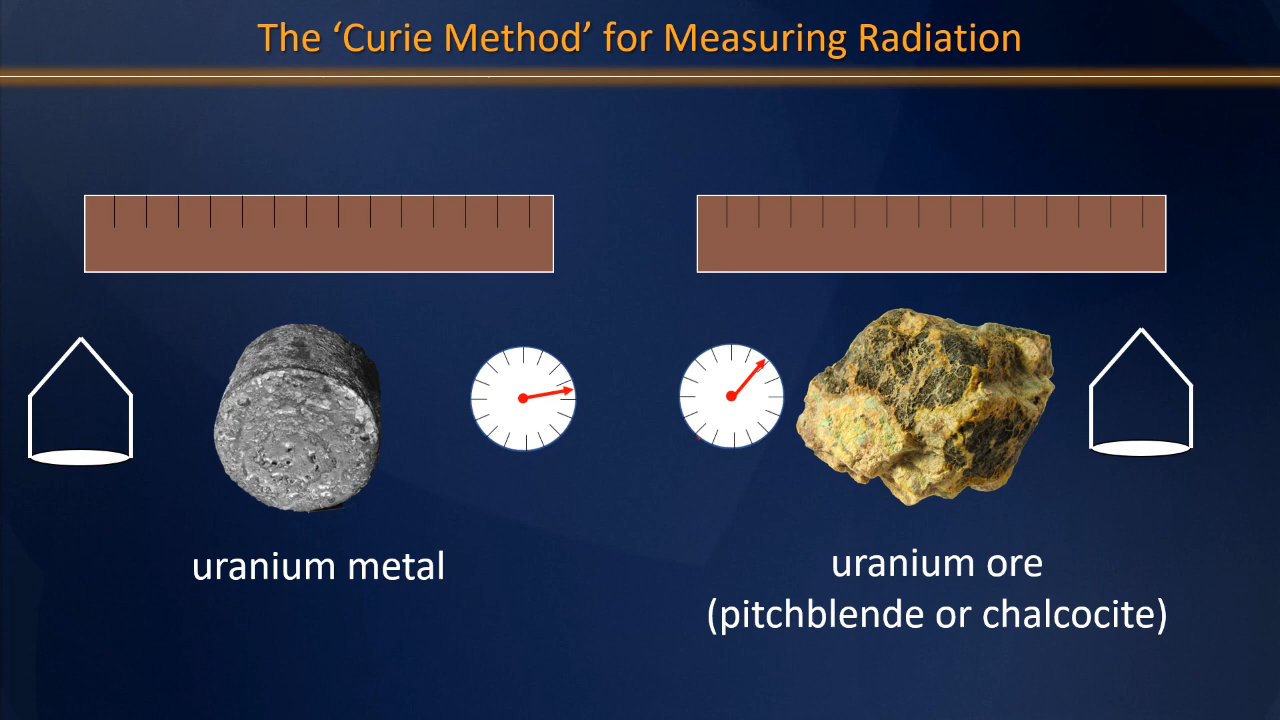 The ‘Curie Method’ for Measuring Radiation
uranium metal
uranium ore
(pitchblende or chalcocite)